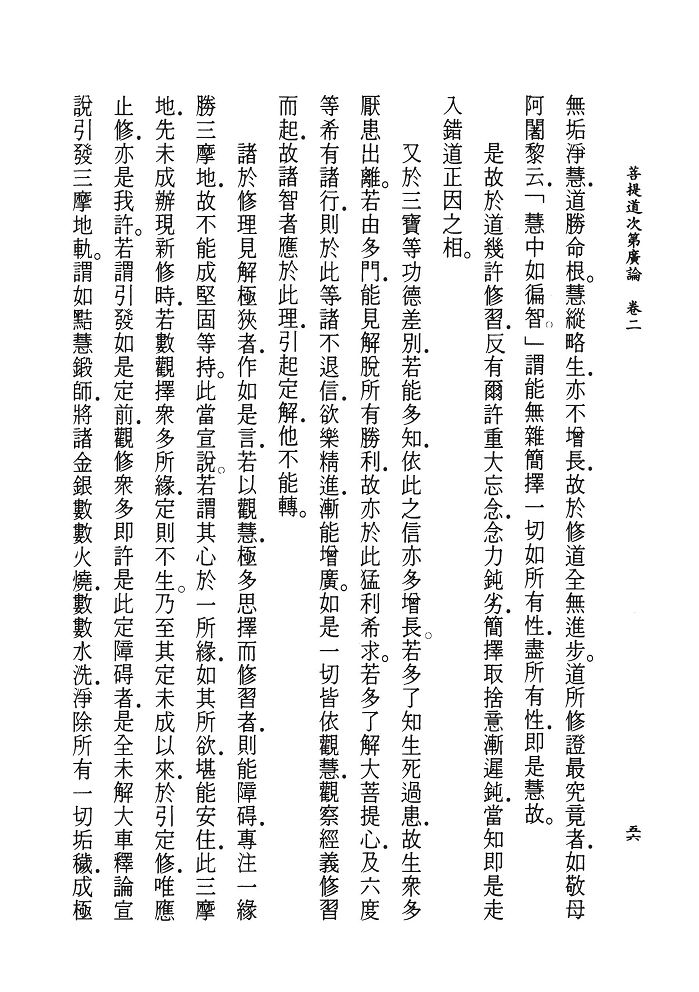 菩提道次第廣論　卷二
五六
無垢淨慧．道勝命根。慧縱略生．亦不增長．故於修道全無進步。道所修證最究竟者．如敬母
阿闍黎云．「慧中如徧智。」謂能無雜簡擇一切如所有性．盡所有性．即是慧故。
是故於道幾許修習．反有爾許重大忘念．念力鈍劣．簡擇取捨意漸遲鈍．當知即是走
入錯道正因之相。
又於三寶等功德差別．若能多知．依此之信亦多增長。若多了知生死過患．故生衆多
厭患出離。若由多門．能見解脫所有勝利．故亦於此猛利希求。若多了解大菩提心．及六度
等希有諸行．則於此等諸不退信．欲樂精進．漸能增廣。如是一切皆依觀慧．觀察經義修習
而起．故諸智者應於此理．引起定解．他不能轉。
諸於修理見解極狹者．作如是言．若以觀慧．極多思擇而修習者．則能障碍．專注一緣
勝三摩地．故不能成堅固等持。此當宣說。若謂其心於一所緣．如其所欲．堪能安住．此三摩
地．先未成辦現新修時．若數觀擇衆多所緣．定則不生。乃至其定未成以來．於引定修．唯應
止修．亦是我許。若謂引發如是定前．觀修衆多即許是此定障碍者．是全未解大車釋論宣
說引發三摩地軌。謂如黠慧鍛師．將諸金銀數數火燒．數數水洗．淨除所有一切垢穢．成極